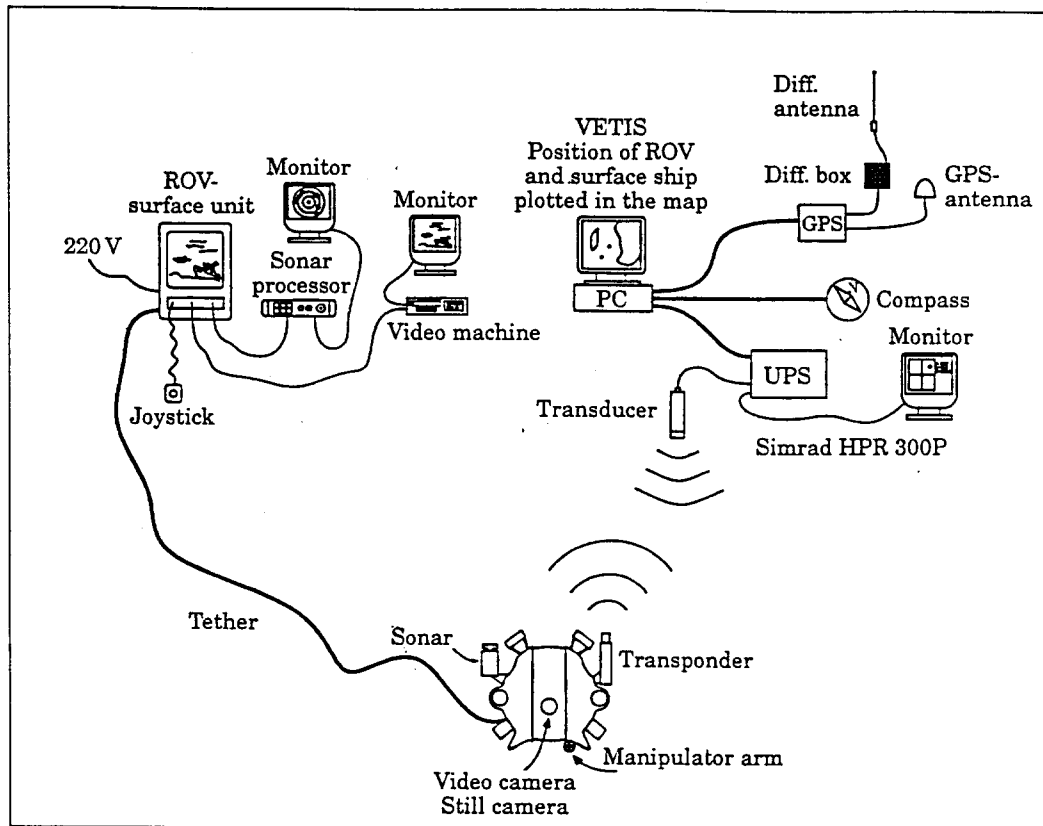 Diff.
antenna
VETIS
Position of ROV
and surface ship
plotted in the map
Monitor
ROV-
surface unit
Monitor
Diff. box
GPS-
antenna
GPS
220 V
Sonar
processor
PC
Compass
Video machine
Monitor
UPS
Joystick
Transducer
Simrad HPR 300P
Tether
Sonar
Transponder
Manipulator arm
Video camera
Still camera